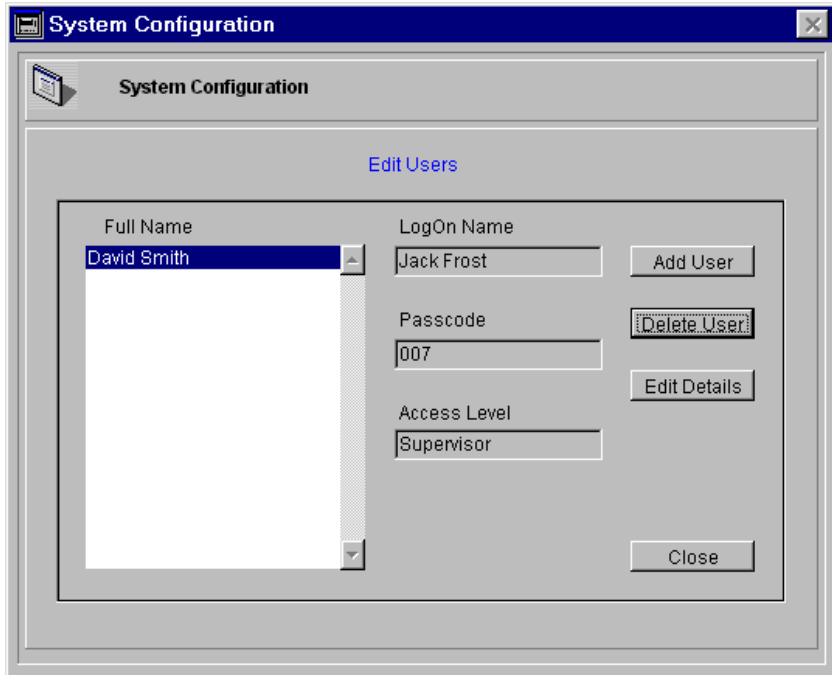 System Configuration
System Configuration
Edit Users
Full Name
David Smith
LogOn Name
Jack Frost
Passcode
007
Access Level
Supervisor
Add User
Delete User
Edit Details
Close